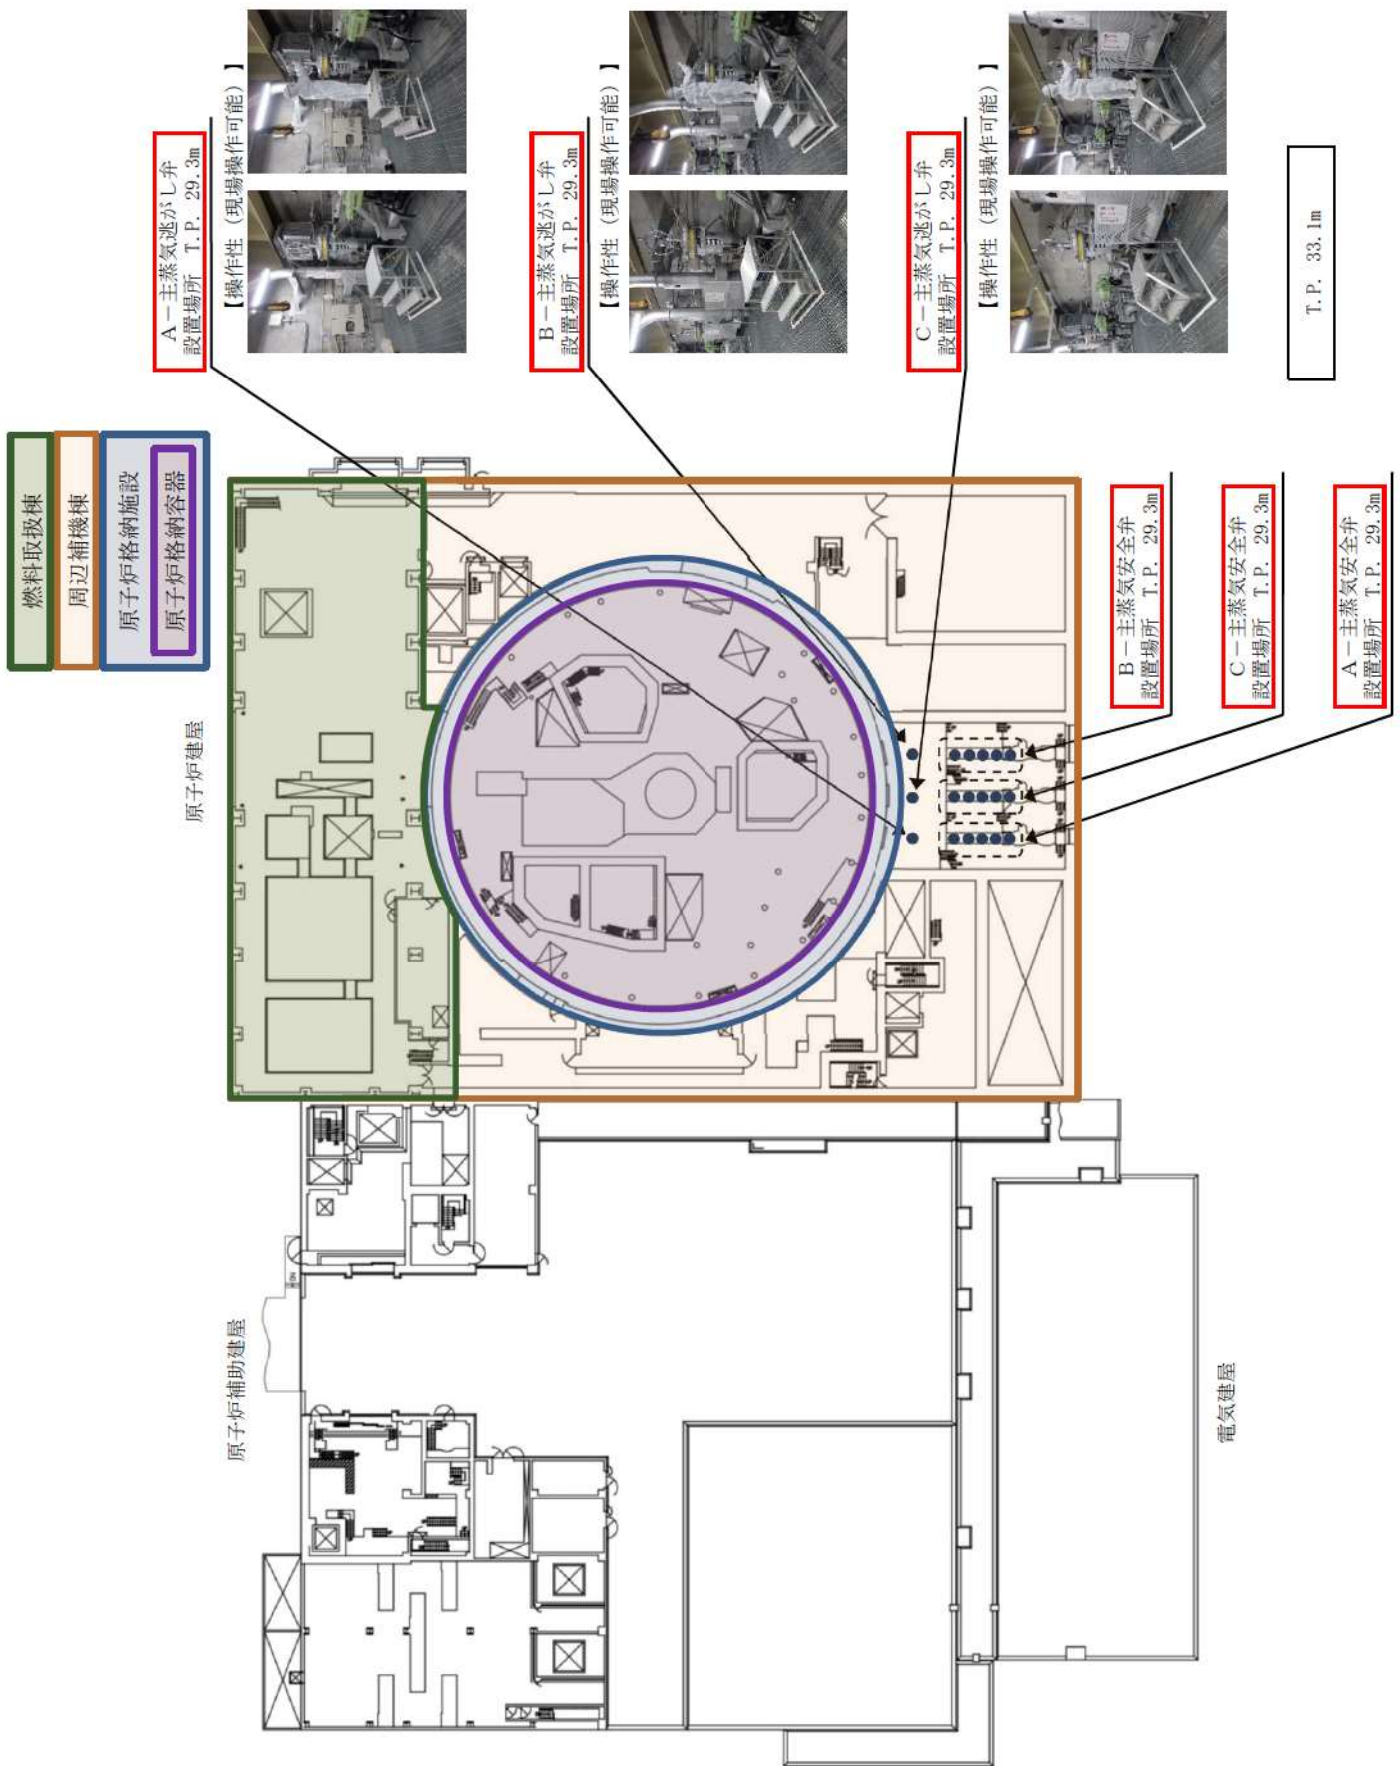 燃料取扱棟
周辺補機棟
原子炉格納施設
原子炉格納容器
原子炉建屋
原子炉補助建屋
電気建屋
A－主蒸気逃がし弁
設置場所 T.P. 29.3m
【操作性（現場操作可能）】
B－主蒸気逃がし弁
設置場所 T.P. 29.3m
【操作性（現場操作可能）】
C－主蒸気逃がし弁
設置場所 T.P. 29.3m
【操作性（現場操作可能）】
B－主蒸気安全弁
設置場所 T.P. 29.3m
C－主蒸気安全弁
設置場所 T.P. 29.3m
A－主蒸気安全弁
設置場所 T.P. 29.3m
T.P. 33.1m